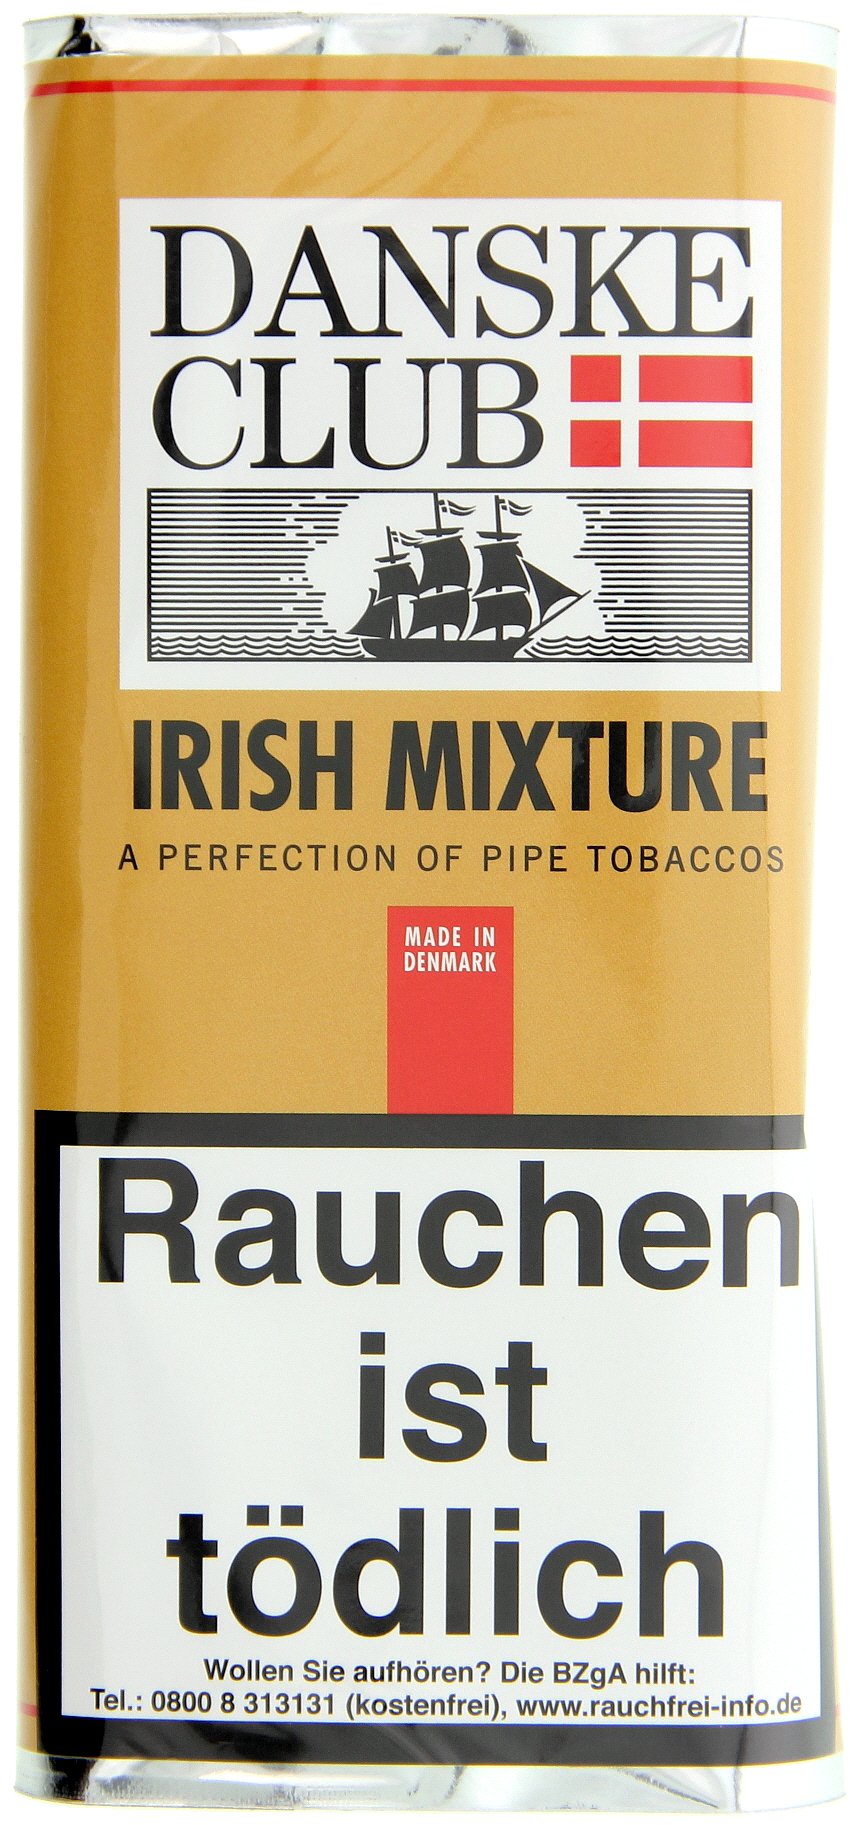 DANSKE
CLUB
IRISH MIXTURE
A PERFECTION OF PIPE TOBACCOS
MADE IN
DENMARK
Rauchen
ist
tödlich
Wollen Sie aufhören? Die BZgA hilft:
Tel.: 0800 8 313131 (kostenfrei), www.rauchfrei-info.de